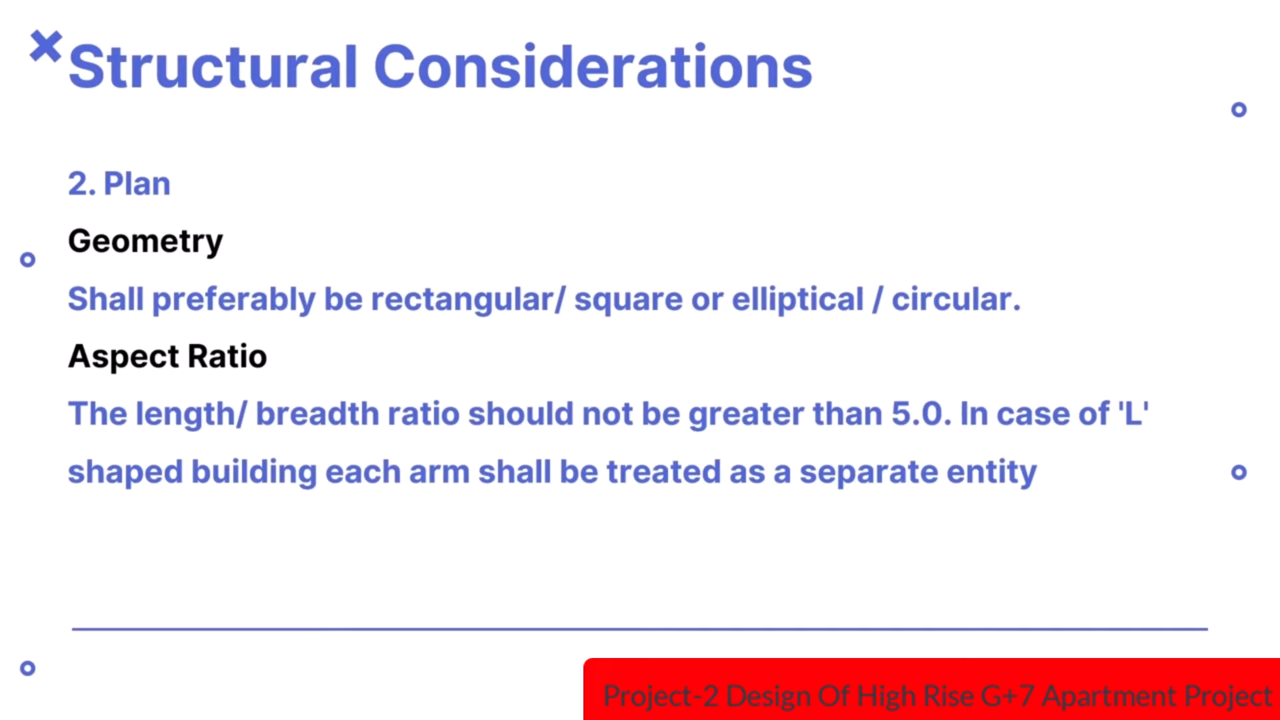 Structural Considerations
2. Plan
Geometry
Shall preferably be rectangular/ square or elliptical / circular.
Aspect Ratio
The length/ breadth ratio should not be greater than 5.0. In case of 'L'
shaped building each arm shall be treated as a separate entity
Project-2 Design Of High Rise G+7 Apartment Project